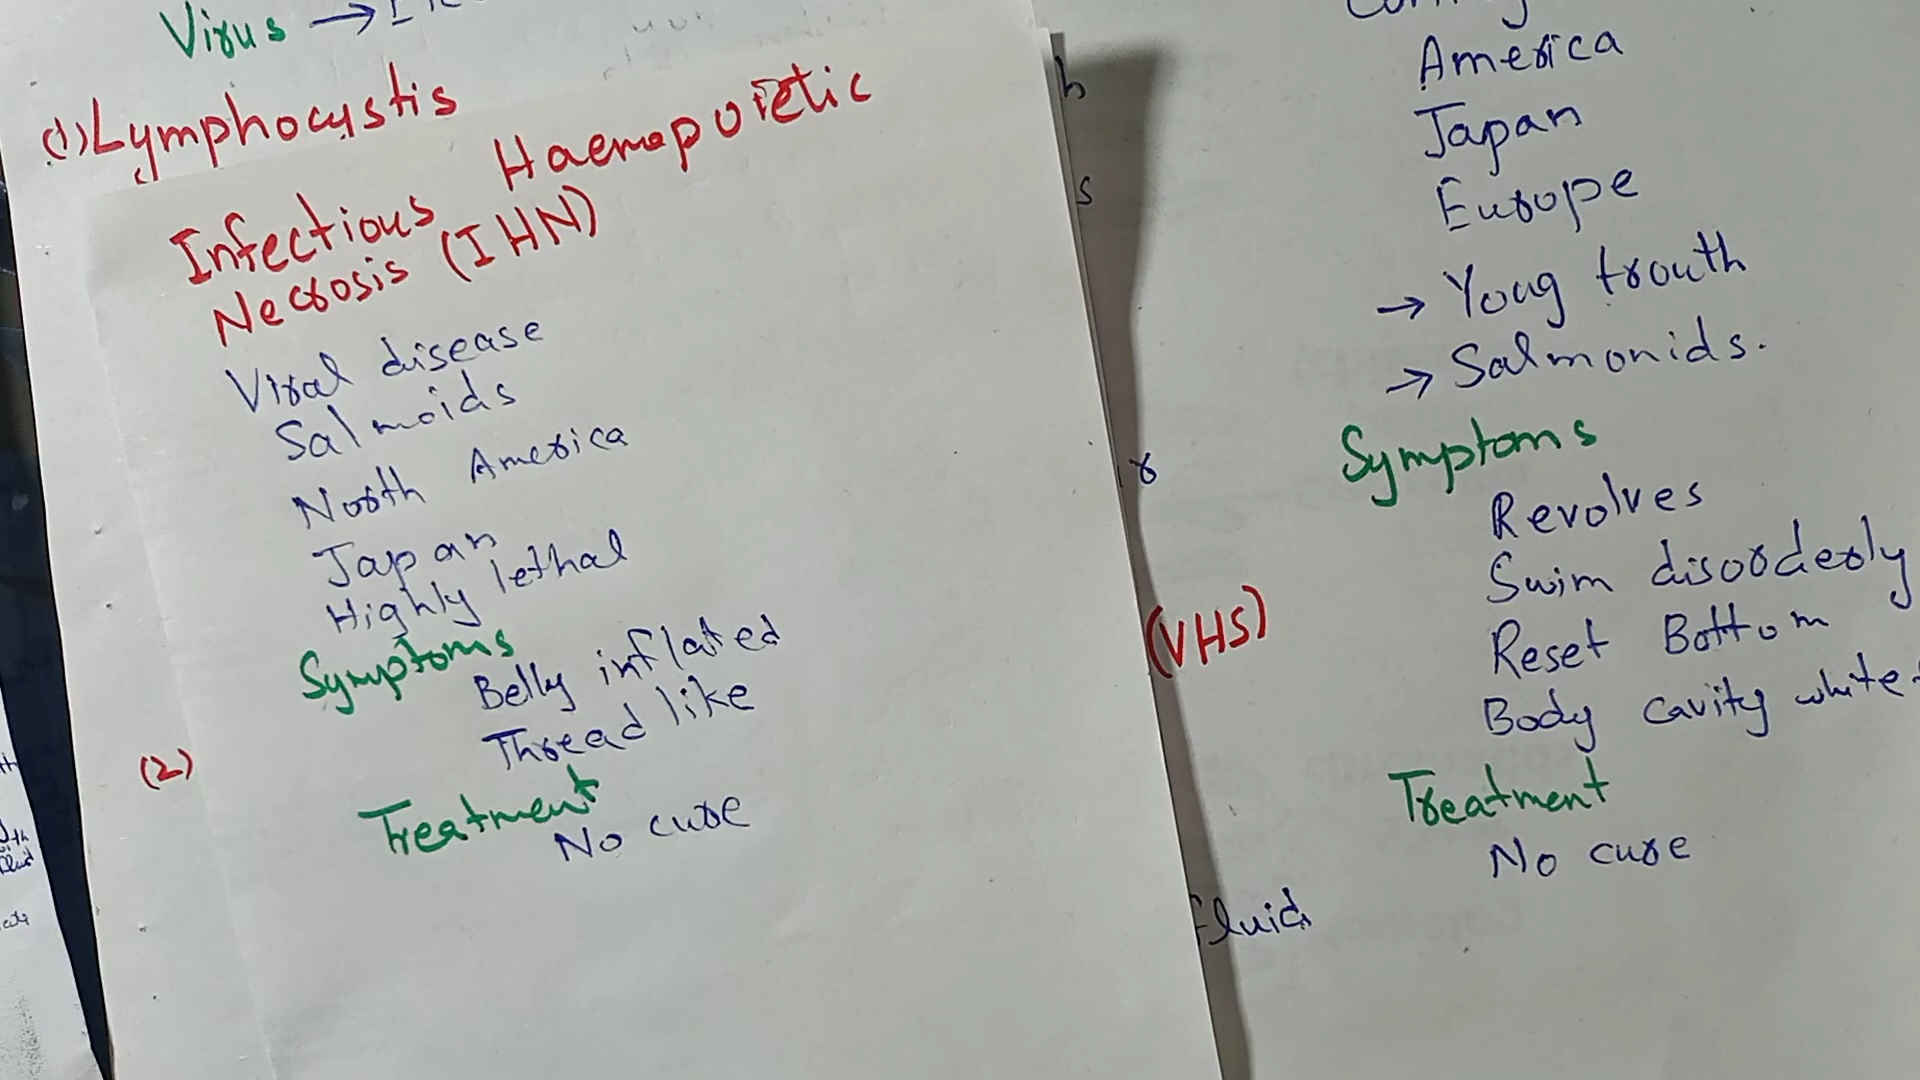 Virus →
(1) Lymphocystis
Infectious Haemapoietic
Necrosis (IHN)
Viral disease
Salmoids
North America
Japan
Highly lethal
Symptoms
Belly inflated
Thread like
(2)
Treatment
No cure
h
s
r
(VHS)
fluid
America
Japan
Europe
→ Youg trouth
→ Salmonids.
Symptoms
Revolves
Swim disorderly
Reset Bottom
Body cavity white
Treatment
No cure